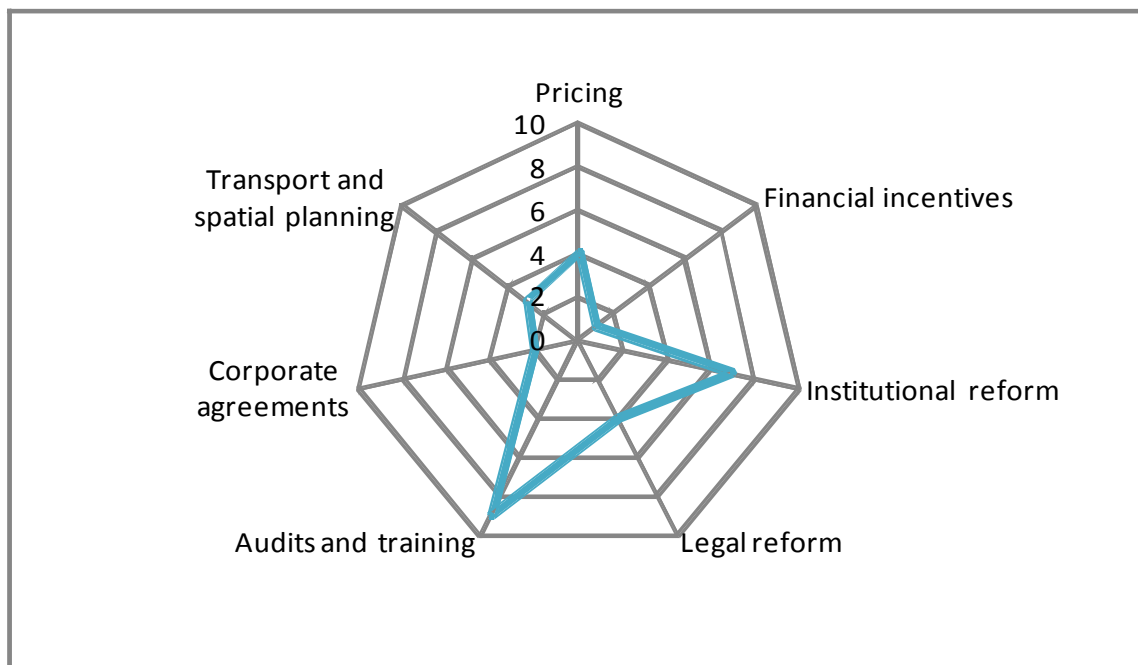 Pricing
10
8
6
4
2
0
Financial incentives
Institutional reform
Legal reform
Audits and training
Corporate
agreements
Transport and
spatial planning